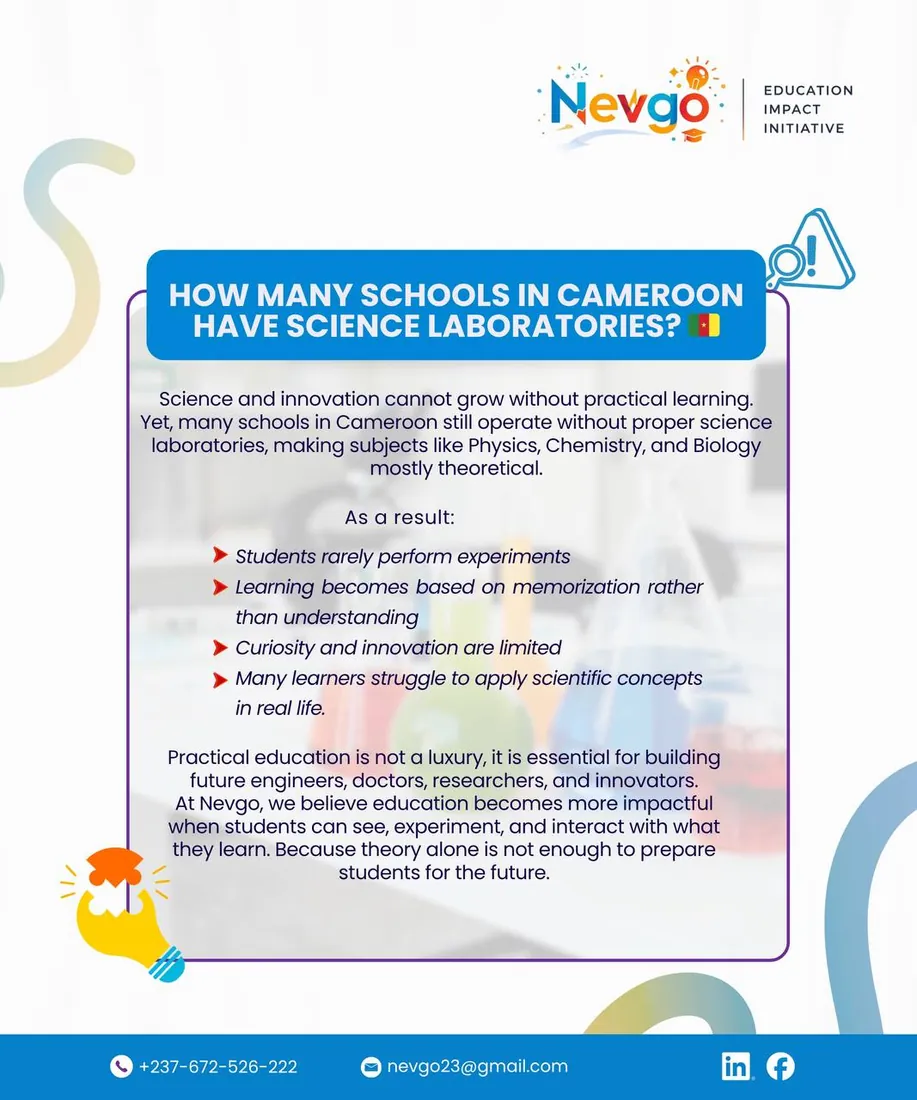 Nevgo
EDUCATION
IMPACT
INITIATIVE
HOW MANY SCHOOLS IN CAMEROON
HAVE SCIENCE LABORATORIES? 🇨🇲
Science and innovation cannot grow without practical learning.
Yet, many schools in Cameroon still operate without proper science
laboratories, making subjects like Physics, Chemistry, and Biology
mostly theoretical.
As a result:
Students rarely perform experiments
Learning becomes based on memorization rather
than understanding
Curiosity and innovation are limited
Many learners struggle to apply scientific concepts
in real life.
Practical education is not a luxury, it is essential for building
future engineers, doctors, researchers, and innovators.
At Nevgo, we believe education becomes more impactful
when students can see, experiment, and interact with what
they learn. Because theory alone is not enough to prepare
students for the future.
+237-672-526-222
nevgo23@gmail.com